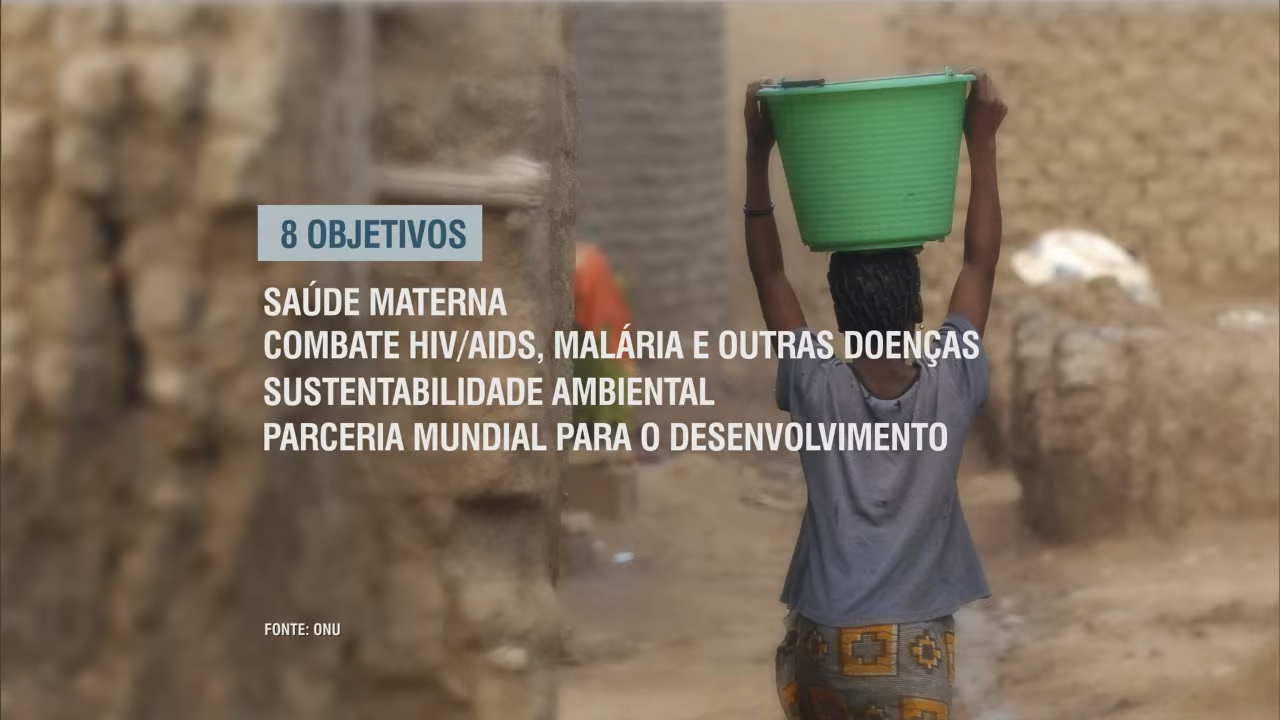 8 OBJETIVOS
SAÚDE MATERNA
COMBATE HIV/AIDS, MALÁRIA E OUTRAS DOENÇAS
SUSTENTABILIDADE AMBIENTAL
PARCERIA MUNDIAL PARA O DESENVOLVIMENTO
FONTE: ONU